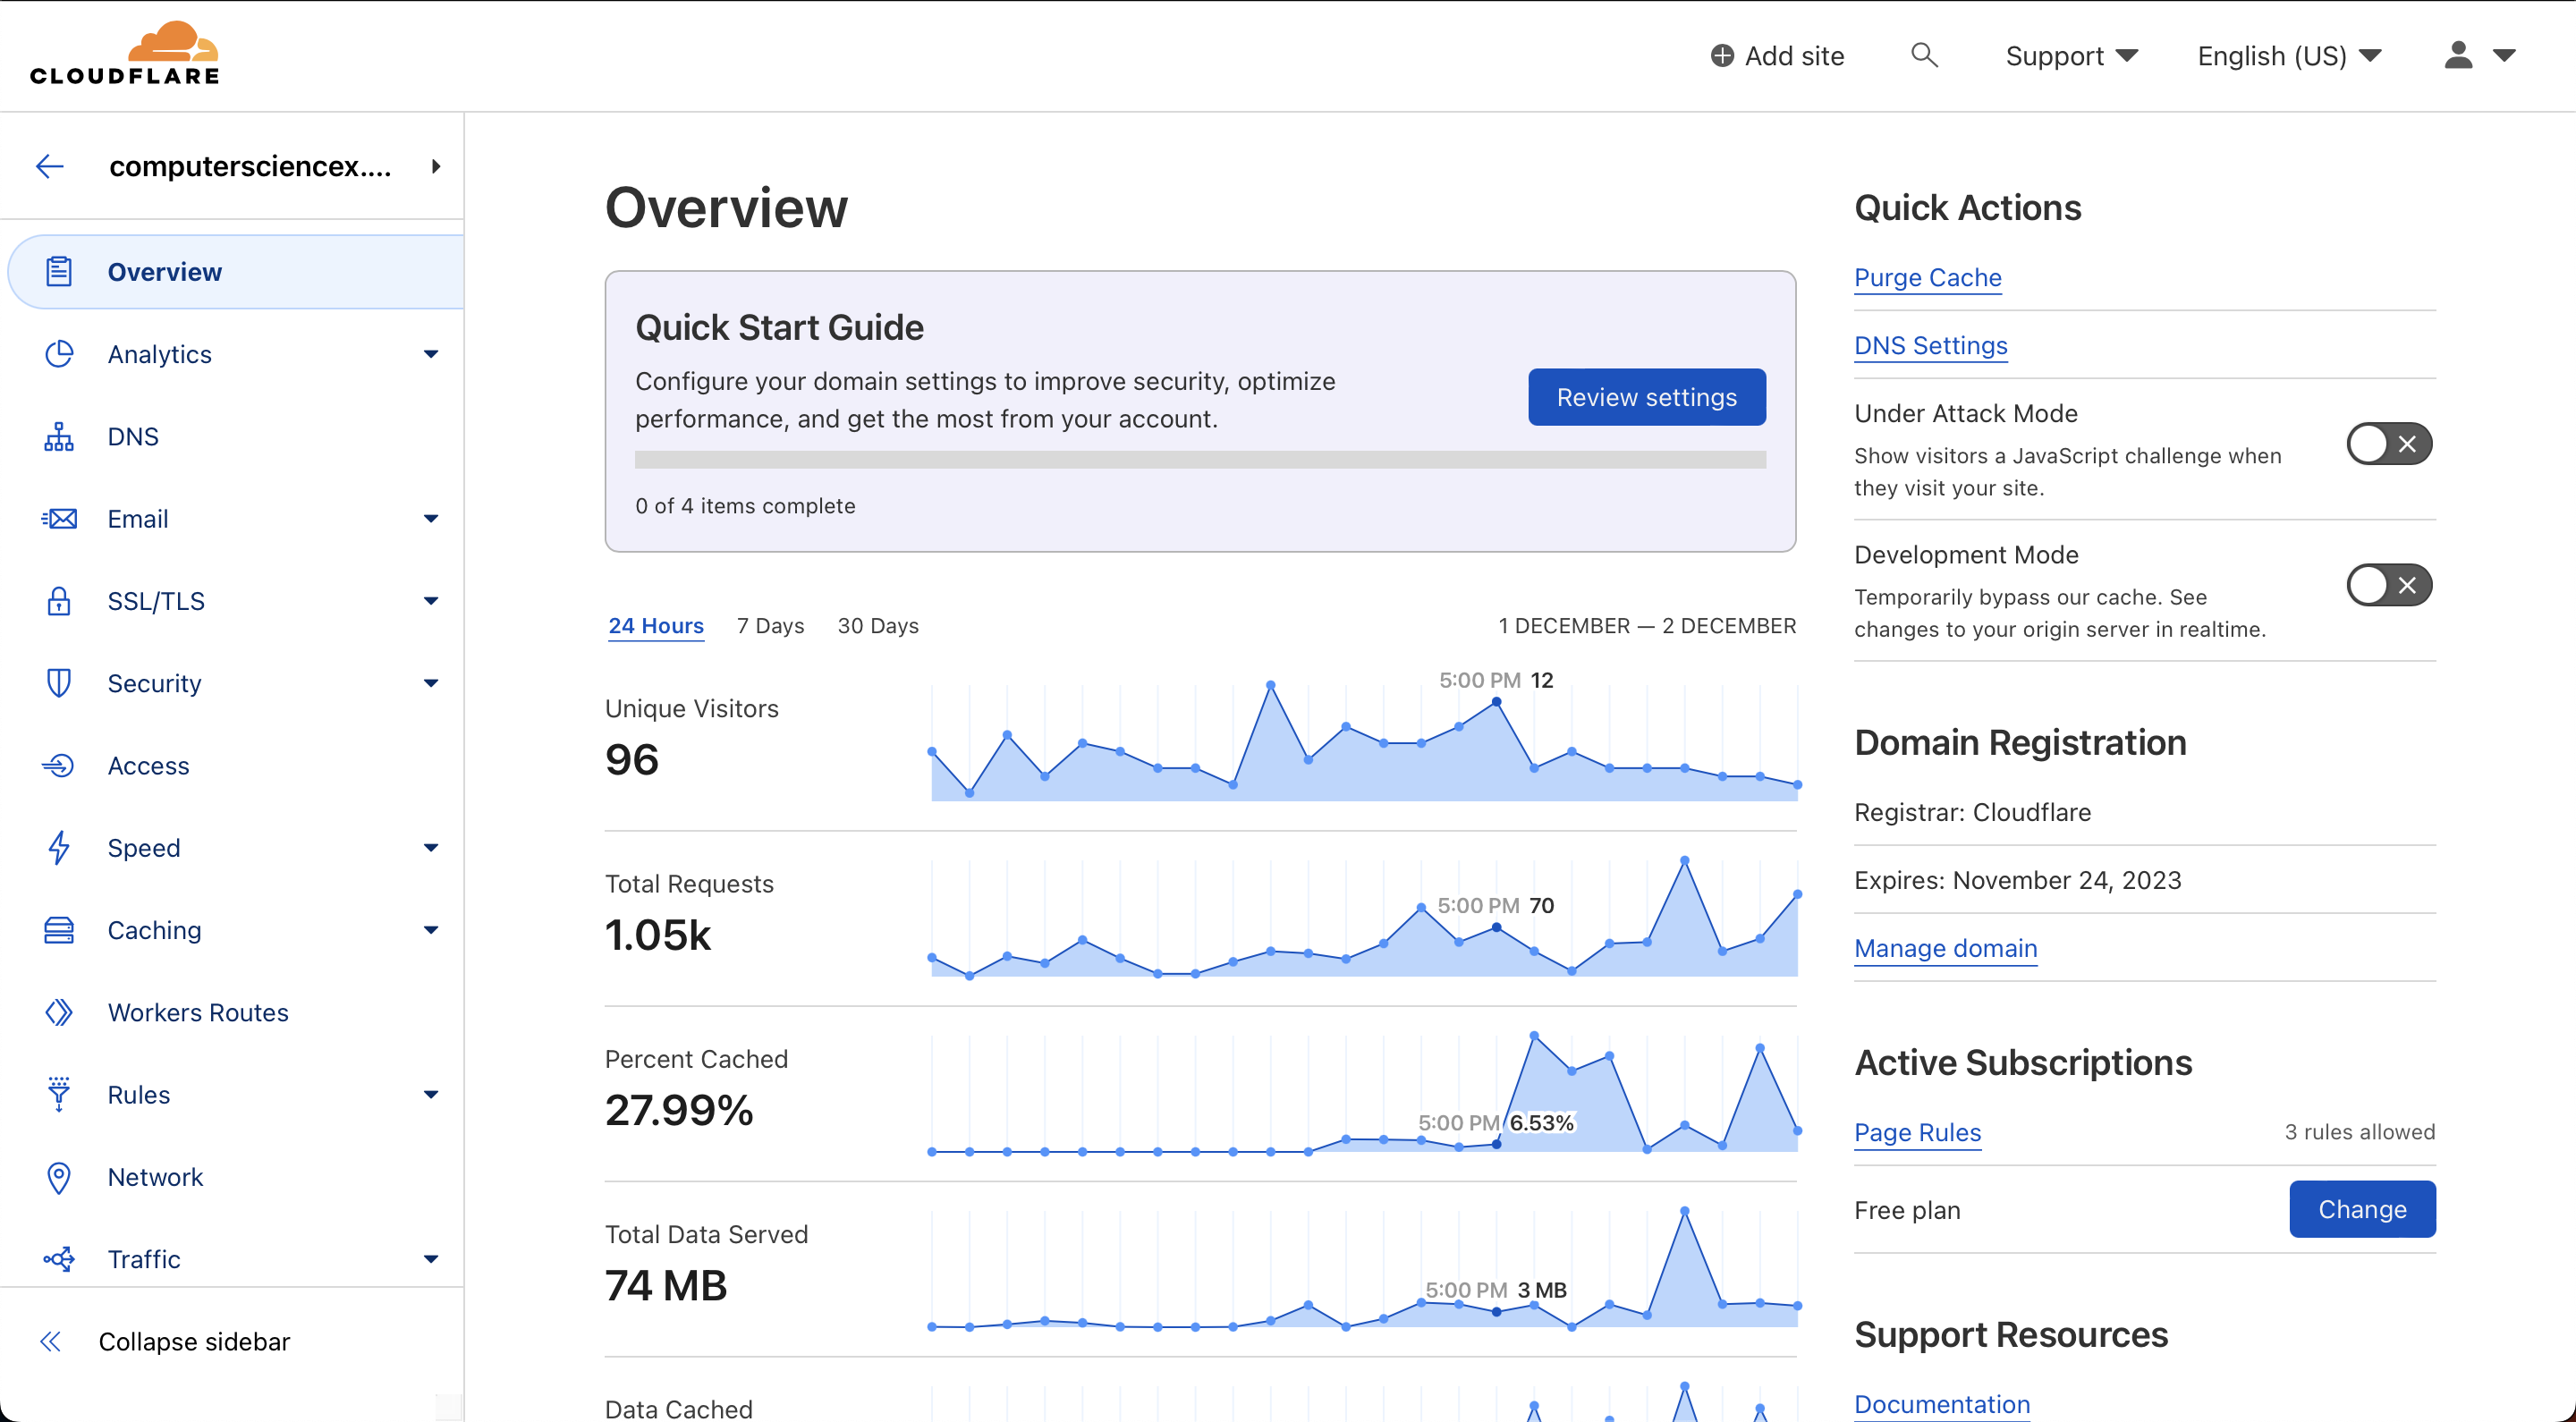 CLOUDFLARE
Add site
Support
English (US)
computersciencex....
Overview
Analytics
DNS
Email
SSL/TLS
Security
Access
Speed
Caching
Workers Routes
Rules
Network
Traffic
Collapse sidebar
Overview
Quick Start Guide
Configure your domain settings to improve security, optimize
performance, and get the most from your account.
Review settings
0 of 4 items complete
24 Hours 7 Days 30 Days
1 DECEMBER — 2 DECEMBER
Unique Visitors
96
5:00 PM 12
Total Requests
1.05k
5:00 PM 70
Percent Cached
27.99%
5:00 PM 6.53%
Total Data Served
74 MB
5:00 PM 3 MB
Data Cached
Quick Actions
Purge Cache
DNS Settings
Under Attack Mode
Show visitors a JavaScript challenge when
they visit your site.
Development Mode
Temporarily bypass our cache. See
changes to your origin server in realtime.
Domain Registration
Registrar: Cloudflare
Expires: November 24, 2023
Manage domain
Active Subscriptions
Page Rules
3 rules allowed
Free plan
Change
Support Resources
Documentation